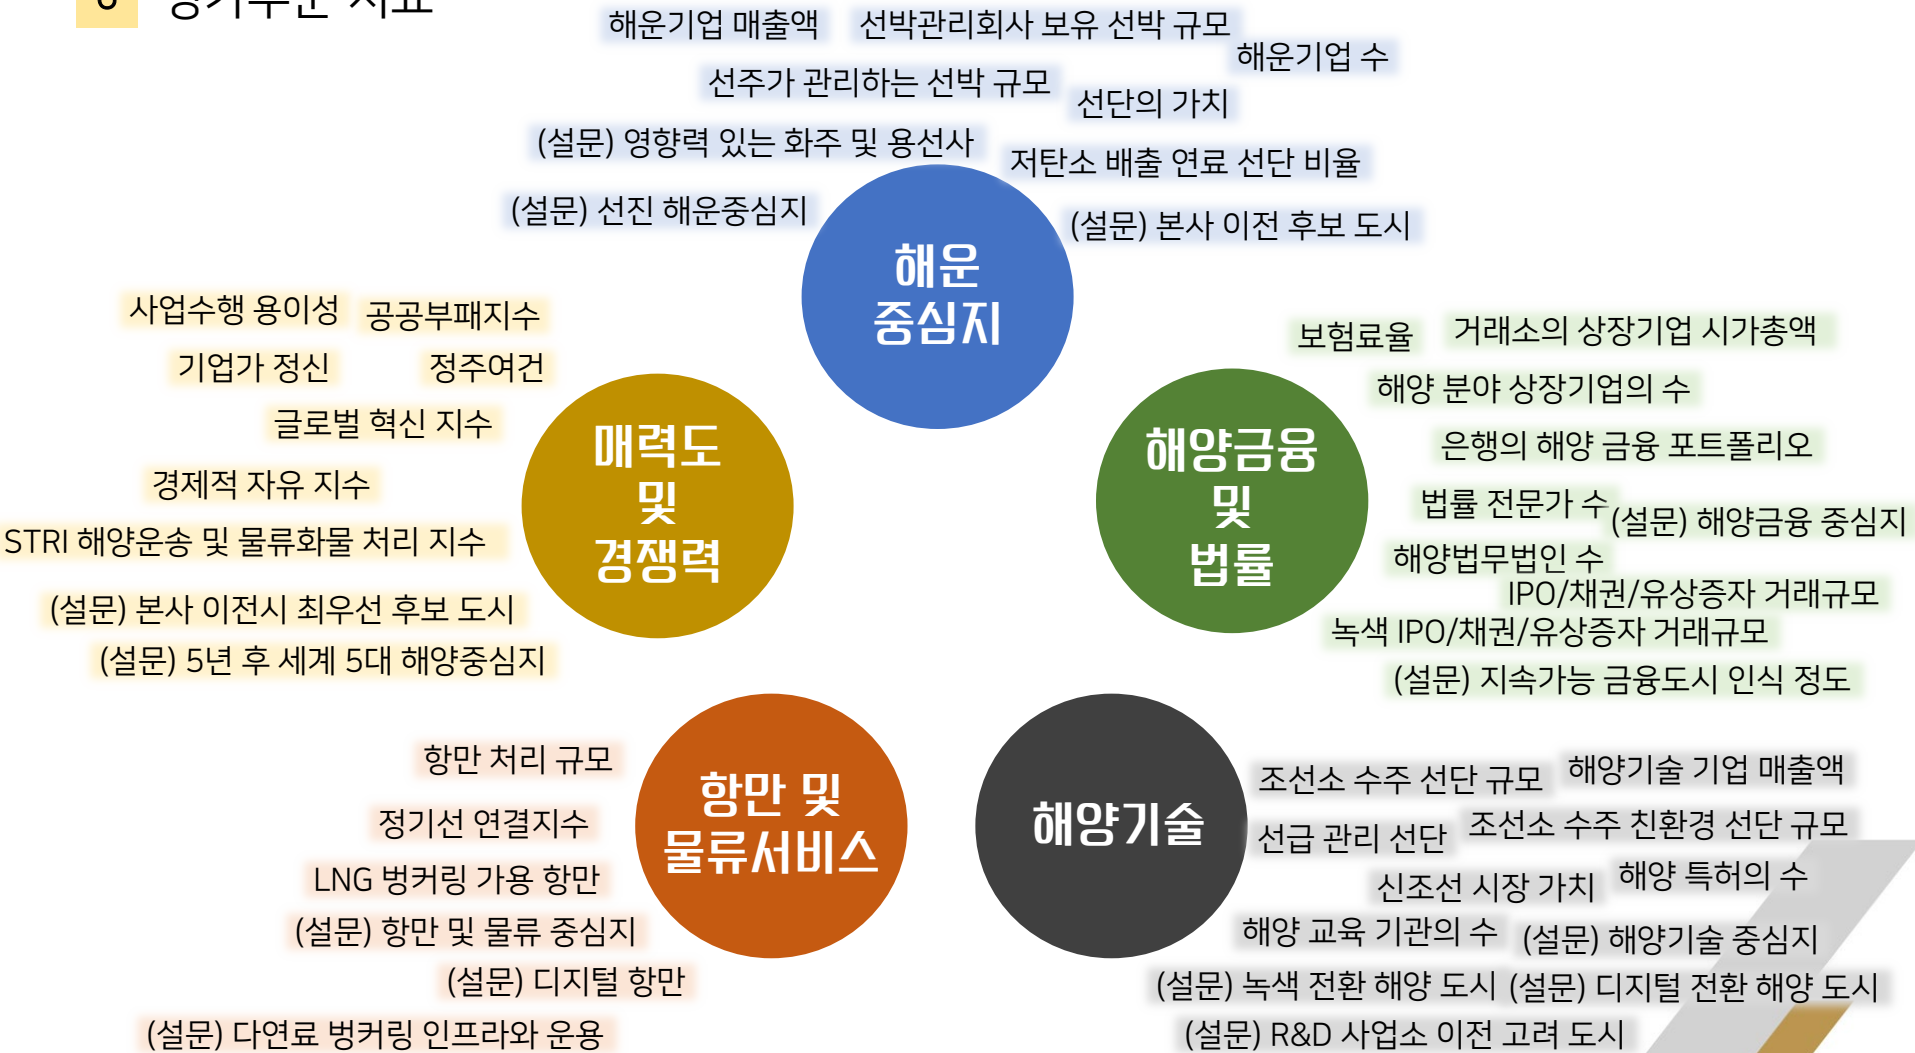 해운기업 매출액
선박관리회사 보유 선박 규모
해운기업 수
선주가 관리하는 선박 규모
선단의 가치
(설문) 영향력 있는 화주 및 용선사
저탄소 배출 연료 선단 비율
(설문) 선진 해운중심지
(설문) 본사 이전 후보 도시
해운
중심지
사업수행 용이성
공공부패지수
기업가 정신
정주여건
글로벌 혁신 지수
경제적 자유 지수
STRI 해양운송 및 물류화물 처리 지수
(설문) 본사 이전시 최우선 후보 도시
(설문) 5년 후 세계 5대 해양중심지
매력도
및
경쟁력
보험료율
거래소의 상장기업 시가총액
해양 분야 상장기업의 수
은행의 해양 금융 포트폴리오
법률 전문가 수
(설문) 해양금융 중심지
해양법무법인 수
IPO/채권/유상증자 거래규모
녹색 IPO/채권/유상증자 거래규모
(설문) 지속가능 금융도시 인식 정도
해양금융
및
법률
항만 처리 규모
정기선 연결지수
LNG 벙커링 가용 항만
(설문) 항만 및 물류 중심지
(설문) 디지털 항만
(설문) 다연료 벙커링 인프라와 운용
항만 및
물류서비스
해양기술
조선소 수주 선단 규모
해양기술 기업 매출액
선급 관리 선단
조선소 수주 친환경 선단 규모
신조선 시장 가치
해양 특허의 수
해양 교육 기관의 수
(설문) 해양기술 중심지
(설문) 녹색 전환 해양 도시
(설문) 디지털 전환 해양 도시
(설문) R&D 사업소 이전 고려 도시